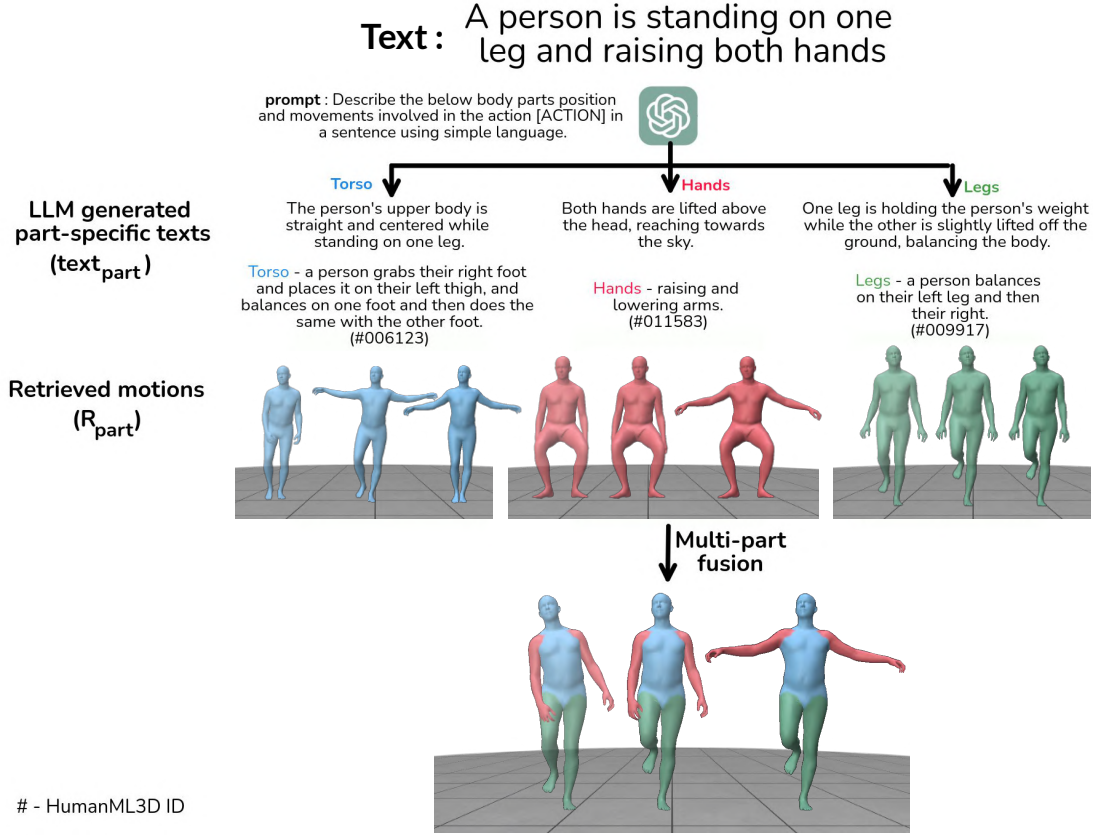 Text : A person is standing on one
leg and raising both hands
prompt : Describe the below body parts position
and movements involved in the action [ACTION] in
a sentence using simple language.
Torso
Hands
Legs
LLM generated
part-specific texts
(text_part)
The person's upper body is
straight and centered while
standing on one leg.
Both hands are lifted above
the head, reaching towards
the sky.
One leg is holding the person's weight
while the other is slightly lifted off the
ground, balancing the body.
Torso - a person grabs their right foot
and places it on their left thigh, and
balances on one foot and then does the
same with the other foot.
(#006123)
Hands - raising and
lowering arms.
(#011583)
Legs - a person balances
on their left leg and then
their right.
(#009917)
Retrieved motions
(R_part)
Multi-part
fusion
# - HumanML3D ID